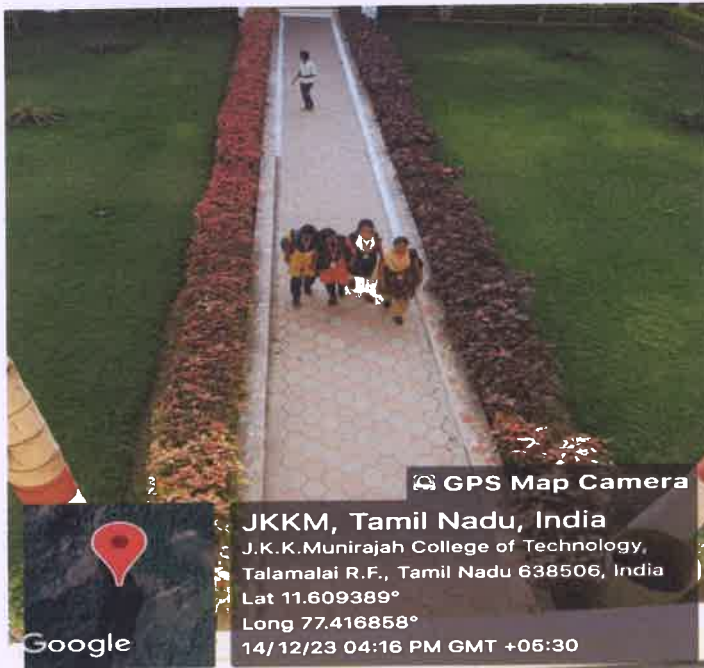 GPS Map Camera
JKKM, Tamil Nadu, India
J.K.K.Munirajah College of Technology,
Talamalai R.F., Tamil Nadu 638506, India
Lat 11.609389°
Long 77.416858°
14/12/23 04:16 PM GMT +05:30
Google